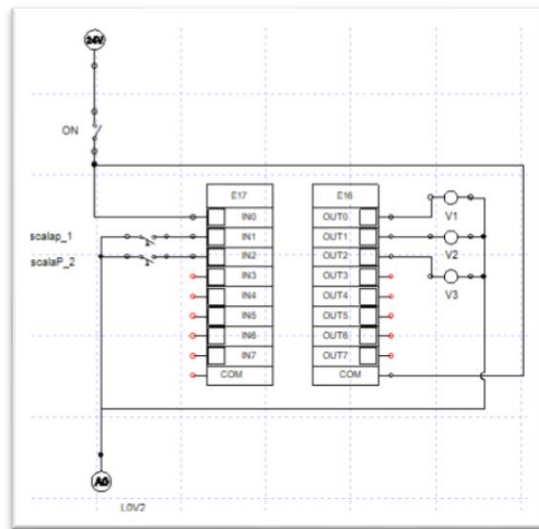 24V
ON
E17
E16
IN0
OUT0
V1
scalap_1
IN1
OUT1
V2
scalaP_2
IN2
OUT2
V3
IN3
OUT3
IN4
OUT4
IN5
OUT5
IN6
OUT6
IN7
OUT7
COM
COM
L0V2